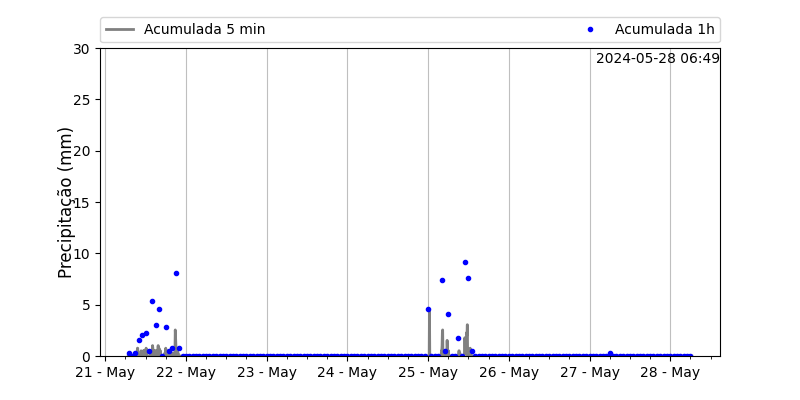 Acumulada 5 min
Acumulada 1h
2024-05-28 06:49
Precipitação (mm)
30
25
20
15
10
5
0
21 - May
22 - May
23 - May
24 - May
25 - May
26 - May
27 - May
28 - May